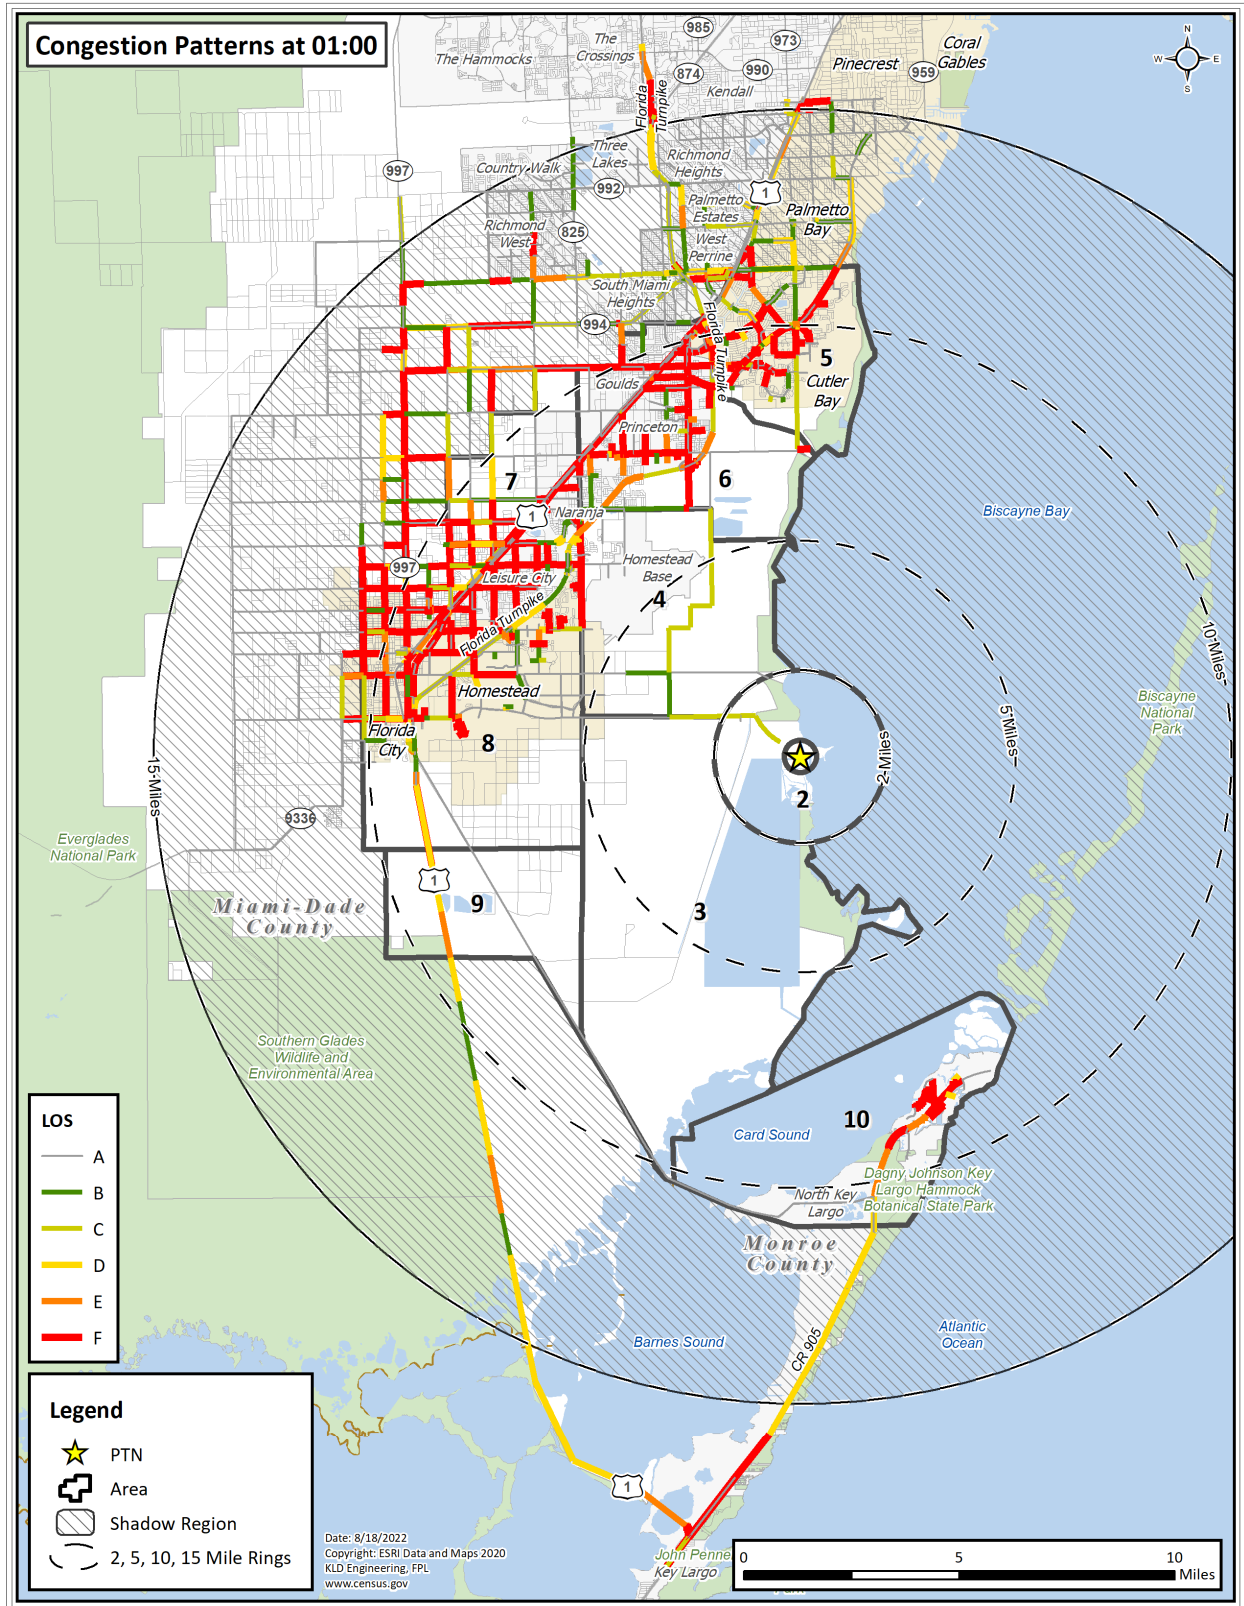 Congestion Patterns at 01:00
985
The
Crossings
973
Coral
Gables
The Hammocks
874
990
Pinecrest
959
Kendall
Florida
Turnpike
N
W
E
S
997
Three
Lakes
Country Walk
Richmond
Heights
992
1
Palmetto
Estates
Palmetto
Bay
Richmond
West
825
West
Perrine
South Miami
Heights
994
Florida Turnpike
5
Cutler
Bay
Goulds
Princeton
7
6
1
Naranja
Biscayne Bay
997
Leisure City
Homestead
Base
4
Florida Turnpike
10 Miles
Homestead
Biscayne
National
Park
5 Miles
Florida
City
8
2 Miles
15 Miles
2
9336
Everglades
National Park
1
9
3
Miami-Dade
County
Southern Glades
Wildlife and
Environmental Area
10
Card Sound
Dagny Johnson Key
Largo Hammock
Botanical State Park
North Key
Largo
Monroe
County
Barnes Sound
Atlantic
Ocean
CR 905
1
John Penne
Key Largo
LOS
A
B
C
D
E
F
Legend
PTN
Area
Shadow Region
2, 5, 10, 15 Mile Rings
Date: 8/18/2022
Copyright: ESRI Data and Maps 2020
KLD Engineering, FPL
www.census.gov
0
5
10
Miles